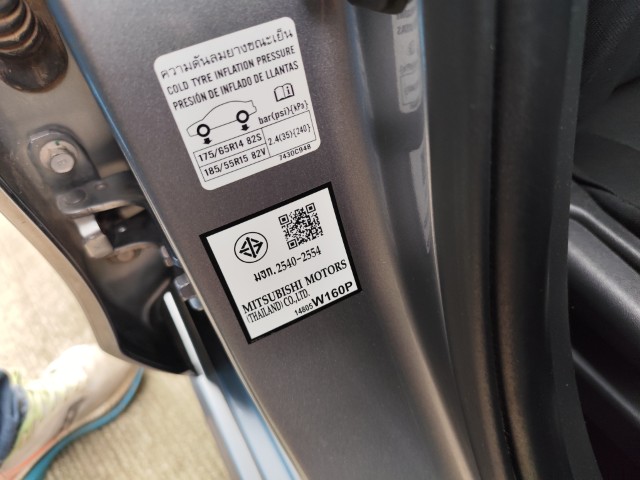 ความดันลมยางขณะเย็น
COLD TYRE INFLATION PRESSURE
PRESIÓN DE INFLADO DE LLANTAS
bar(psi){kPa}
175/65R14 82S 2.4(35){240}
185/55R15 82V
7430C948
มอก.2540-2554
MITSUBISHI MOTORS
(THAILAND) CO.,LTD.
14805 W160P